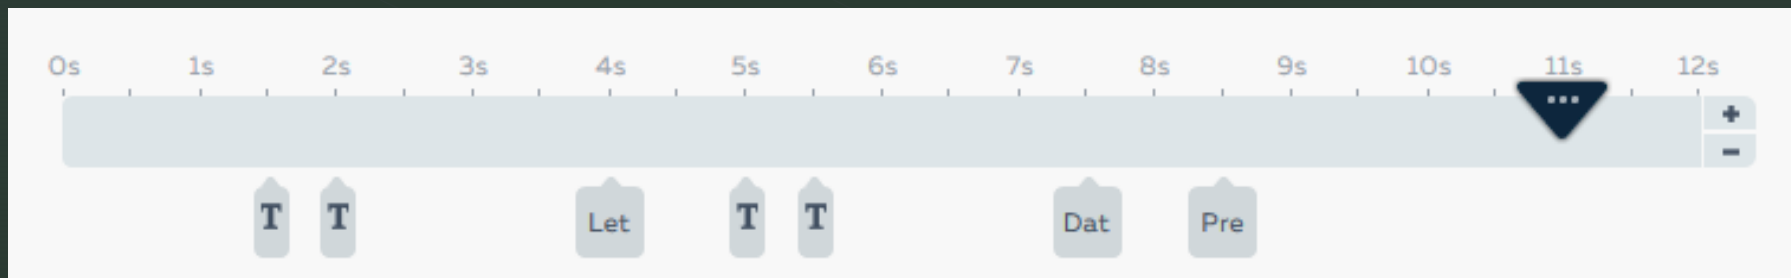 0s 1s 2s 3s 4s 5s 6s 7s 8s 9s 10s 11s 12s
+
−
T T Let T T Dat Pre